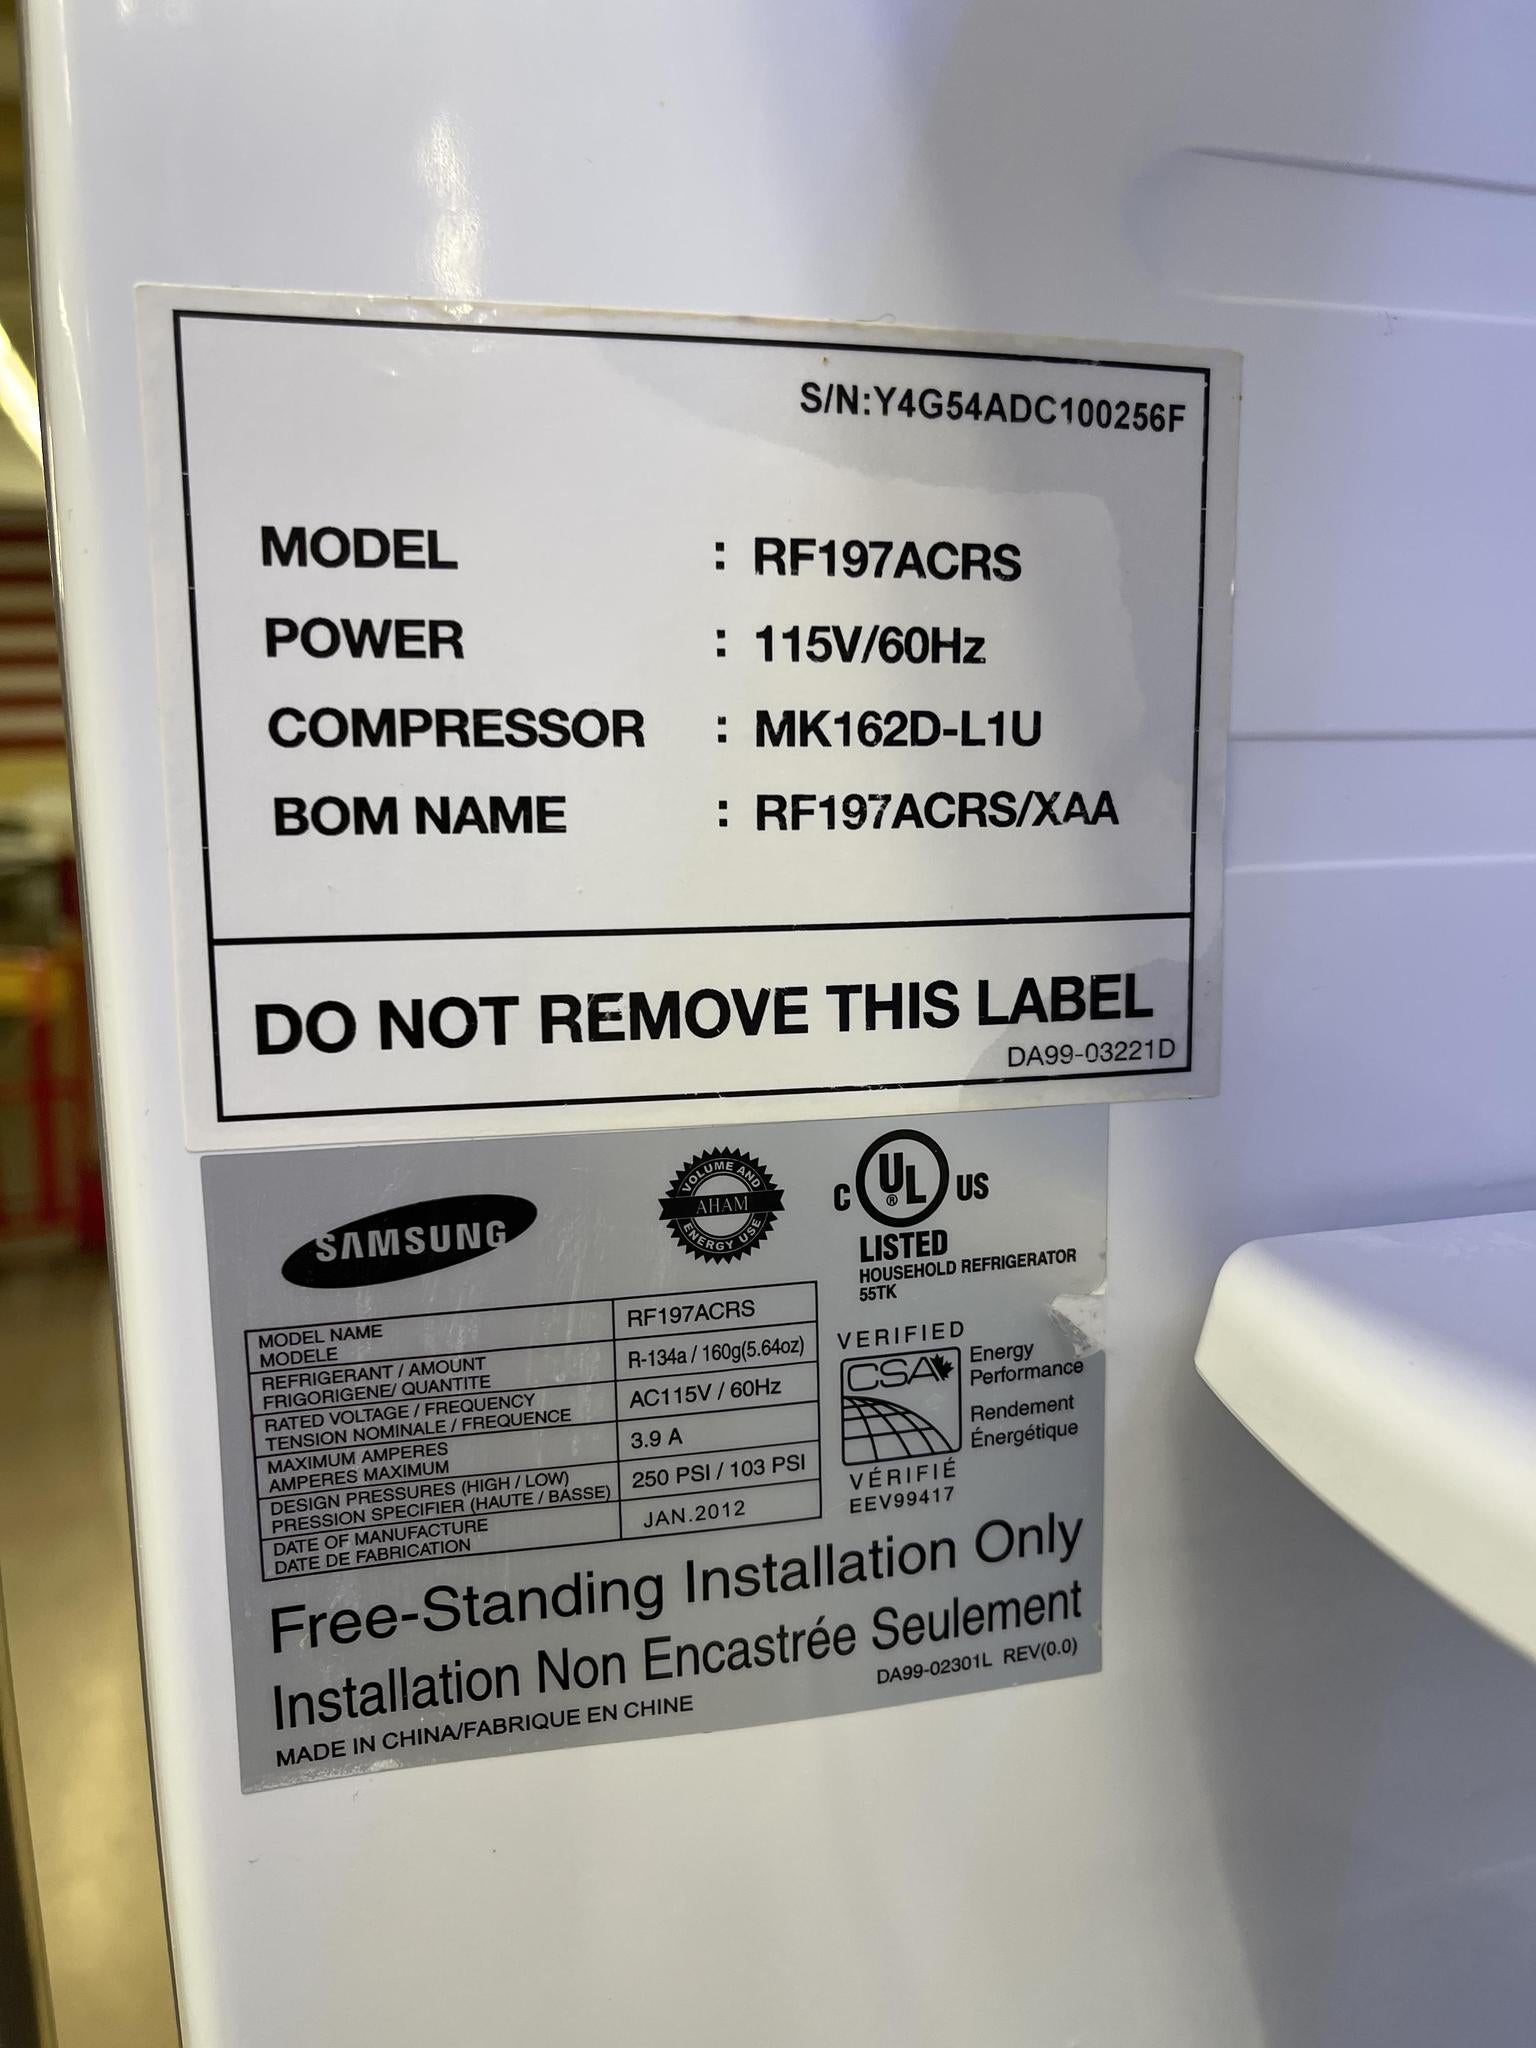 S/N:Y4G54ADC100256F
MODEL : RF197ACRS
POWER : 115V/60Hz
COMPRESSOR : MK162D-L1U
BOM NAME : RF197ACRS/XAA
DO NOT REMOVE THIS LABEL
DA99-03221D
SAMSUNG
VOLUME AND
AHAM
ENERGY USE
C UL ® US
LISTED
HOUSEHOLD REFRIGERATOR
55TK
MODEL NAME
MODELE
RF197ACRS
REFRIGERANT / AMOUNT
FRIGORIGENE/ QUANTITE
R-134a / 160g(5.64oz)
RATED VOLTAGE / FREQUENCY
TENSION NOMINALE / FREQUENCE
AC115V / 60Hz
MAXIMUM AMPERES
AMPERES MAXIMUM
3.9 A
DESIGN PRESSURES (HIGH / LOW)
PRESSION SPECIFIER (HAUTE / BASSE)
250 PSI / 103 PSI
DATE OF MANUFACTURE
DATE DE FABRICATION
JAN.2012
VERIFIED
CSA
Energy
Performance
Rendement
Énergétique
VÉRIFIÉ
EEV99417
Free-Standing Installation Only
Installation Non Encastrée Seulement
DA99-02301L REV(0.0)
MADE IN CHINA/FABRIQUE EN CHINE